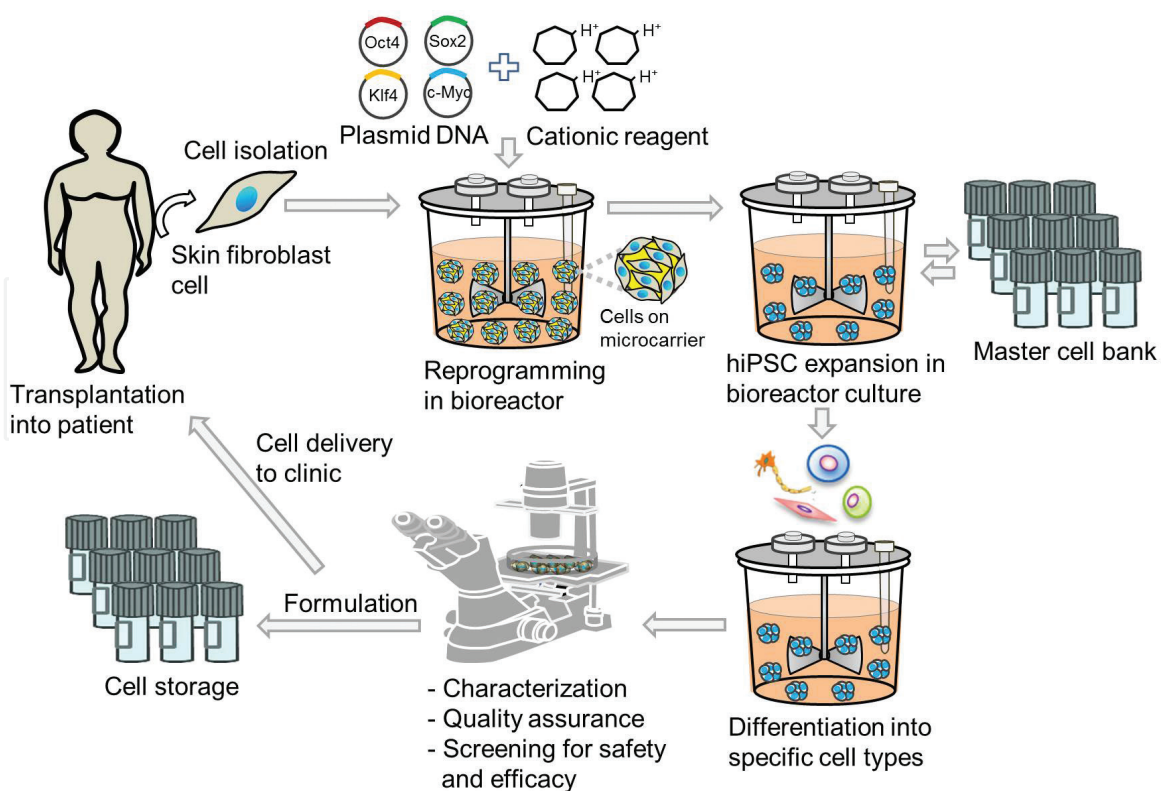 Oct4
Sox2
Klf4
c-Myc
H+
H+
H+
H+
Plasmid DNA
Cationic reagent
Cell isolation
Skin fibroblast
cell
Cells on
microcarrier
Reprogramming
in bioreactor
hiPSC expansion in
bioreactor culture
Master cell bank
Transplantation
into patient
Cell delivery
to clinic
Formulation
Cell storage
- Characterization
- Quality assurance
- Screening for safety
and efficacy
Differentiation into
specific cell types